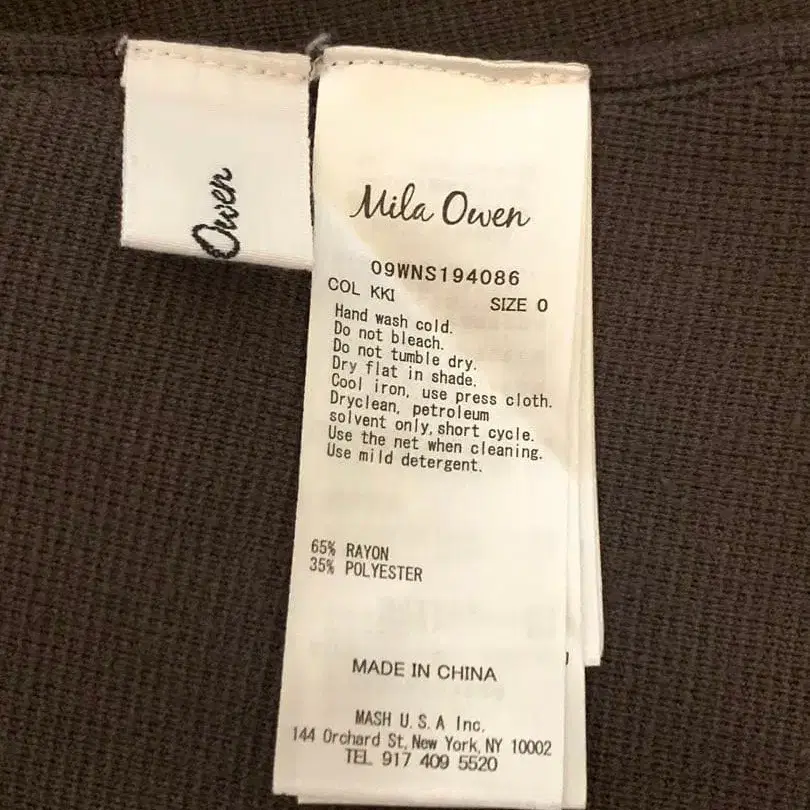 Owen
Mila Owen
09WNS194086
COL KKI SIZE 0
Hand wash cold.
Do not bleach.
Do not tumble dry.
Dry flat in shade.
Cool iron, use press cloth.
Dryclean, petroleum
solvent only, short cycle.
Use the net when cleaning.
Use mild detergent.
65% RAYON
35% POLYESTER
MADE IN CHINA
MASH U.S.A Inc.
144 Orchard St, New York, NY 10002
TEL 917 409 5520